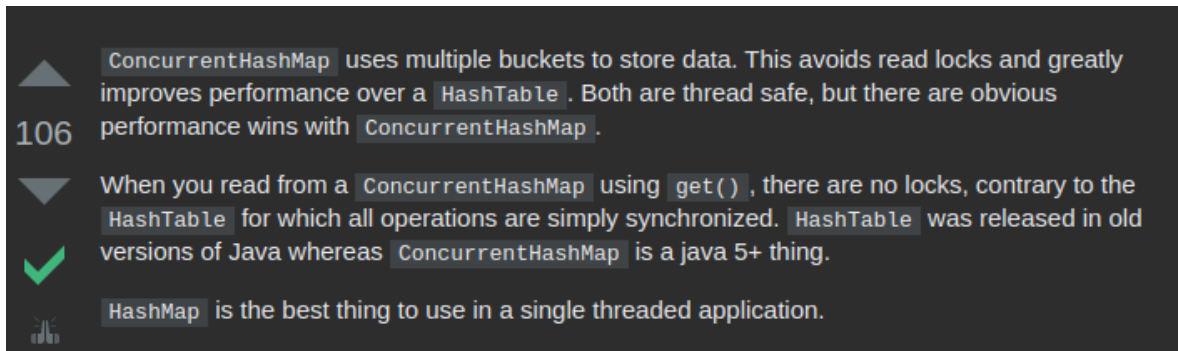 ConcurrentHashMap uses multiple buckets to store data. This avoids read locks and greatly
improves performance over a HashTable. Both are thread safe, but there are obvious
106
performance wins with ConcurrentHashMap.
When you read from a ConcurrentHashMap using get(), there are no locks, contrary to the
HashTable for which all operations are simply synchronized. HashTable was released in old
versions of Java whereas ConcurrentHashMap is a java 5+ thing.
HashMap is the best thing to use in a single threaded application.